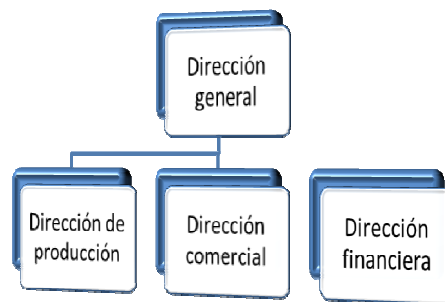 Dirección
general
Dirección de
producción
Dirección
comercial
Dirección
financiera